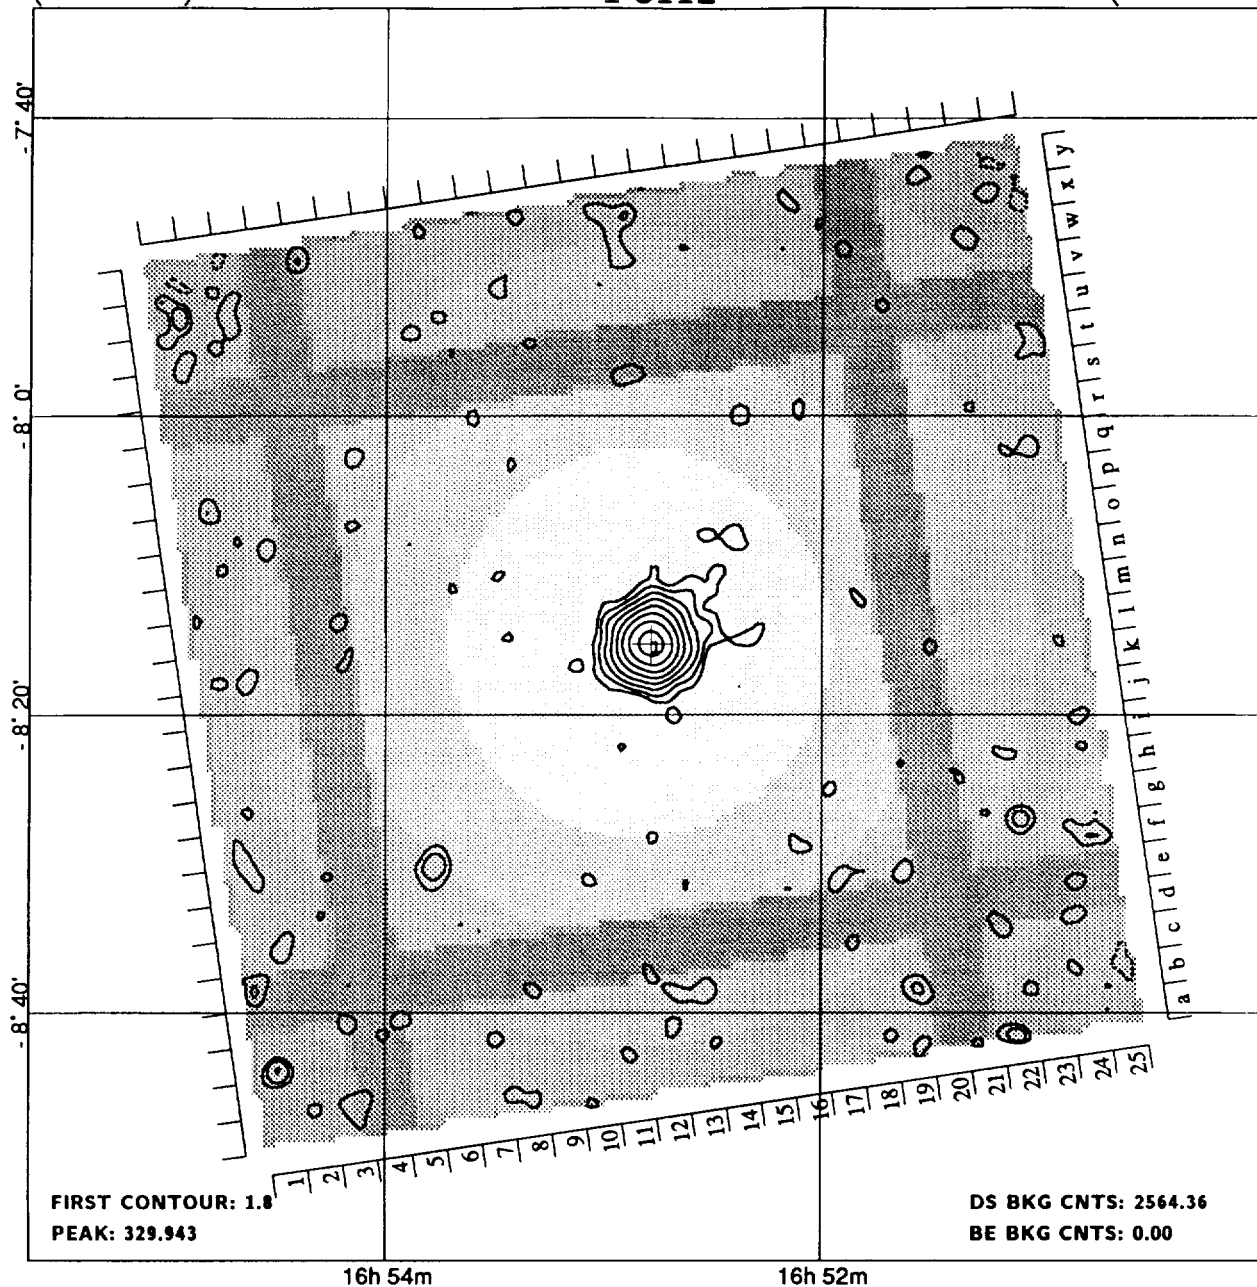 -7° 40'
-8° 0'
-8° 20'
-8° 40'
y
x
w
v
u
t
s
r
q
p
o
n
m
l
k
j
i
h
g
f
e
d
c
b
a
1 2 3 4 5 6 7 8 9 10 11 12 13 14 15 16 17 18 19 20 21 22 23 24 25
FIRST CONTOUR: 1.8
PEAK: 329.943
DS BKG CNTS: 2564.36
BE BKG CNTS: 0.00
16h 54m
16h 52m